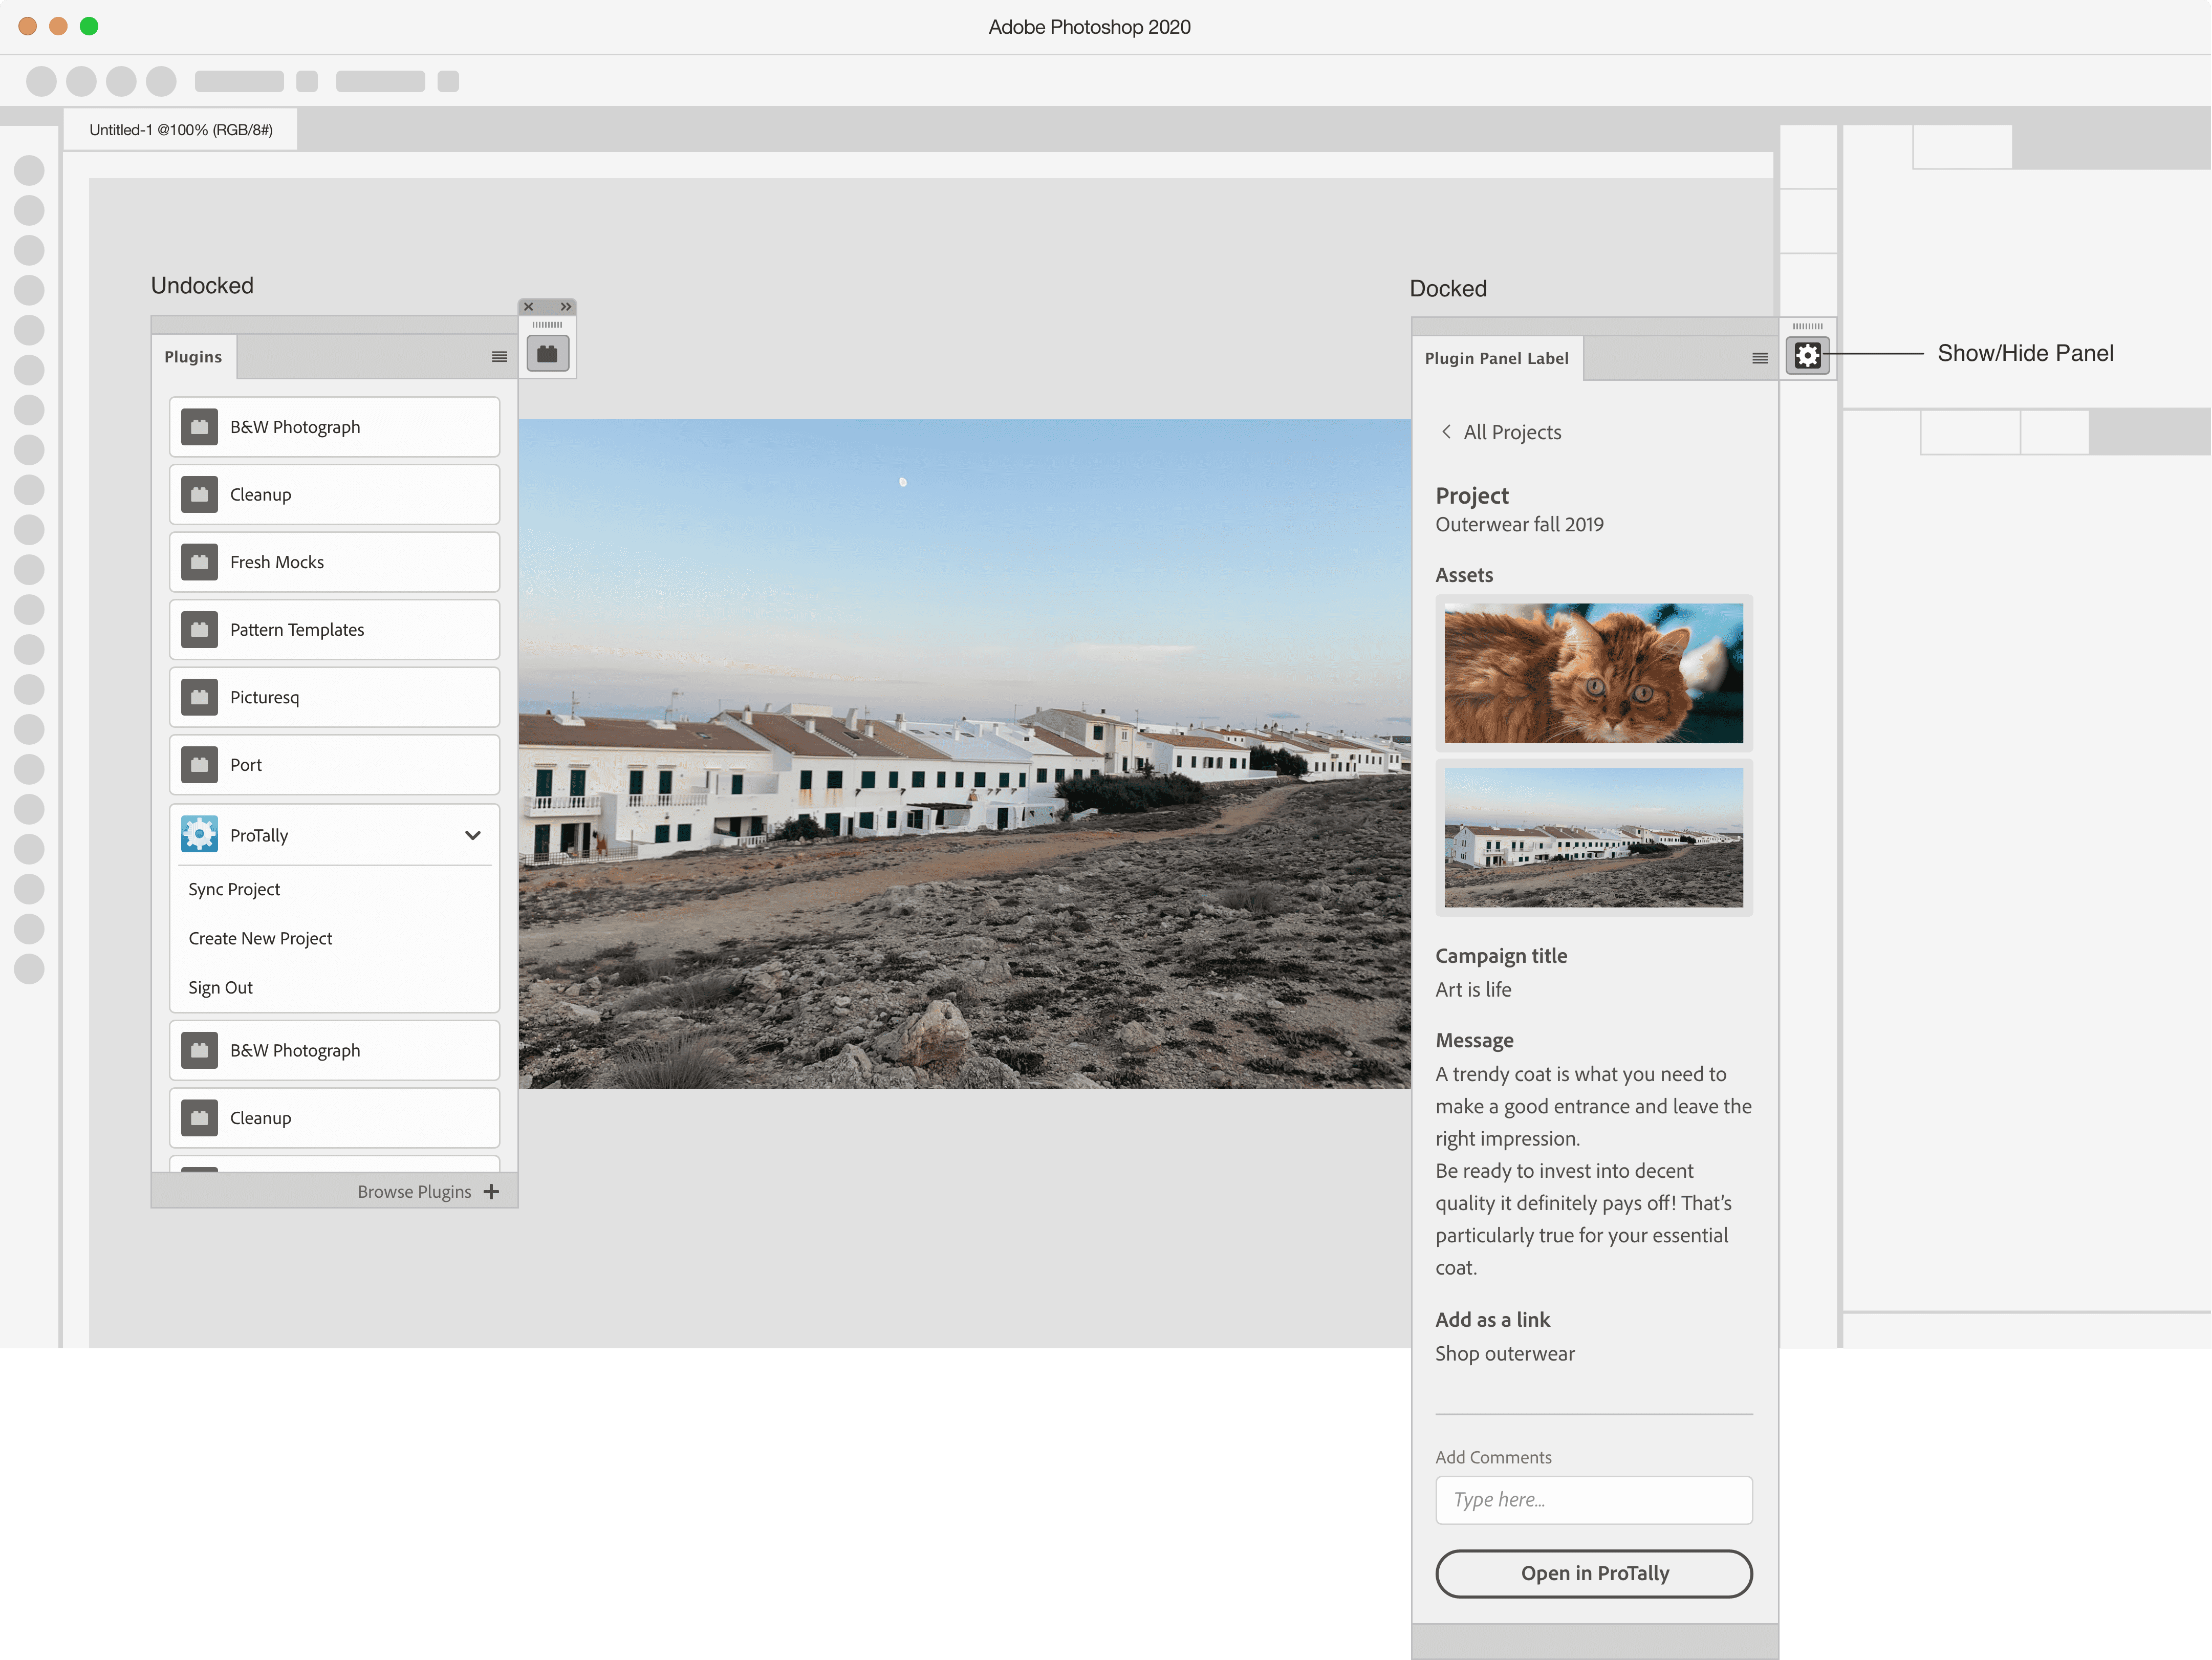 Adobe Photoshop 2020
Untitled-1 @100% (RGB/8#)
Undocked
Plugins
B&W Photograph
Cleanup
Fresh Mocks
Pattern Templates
Picturesq
Port
ProTally
Sync Project
Create New Project
Sign Out
B&W Photograph
Cleanup
Browse Plugins
Docked
Plugin Panel Label
Show/Hide Panel
All Projects
Project
Outerwear fall 2019
Assets
Campaign title
Art is life
Message
A trendy coat is what you need to
make a good entrance and leave the
right impression.
Be ready to invest into decent
quality it definitely pays off! That’s
particularly true for your essential
coat.
Add as a link
Shop outerwear
Add Comments
Type here...
Open in ProTally